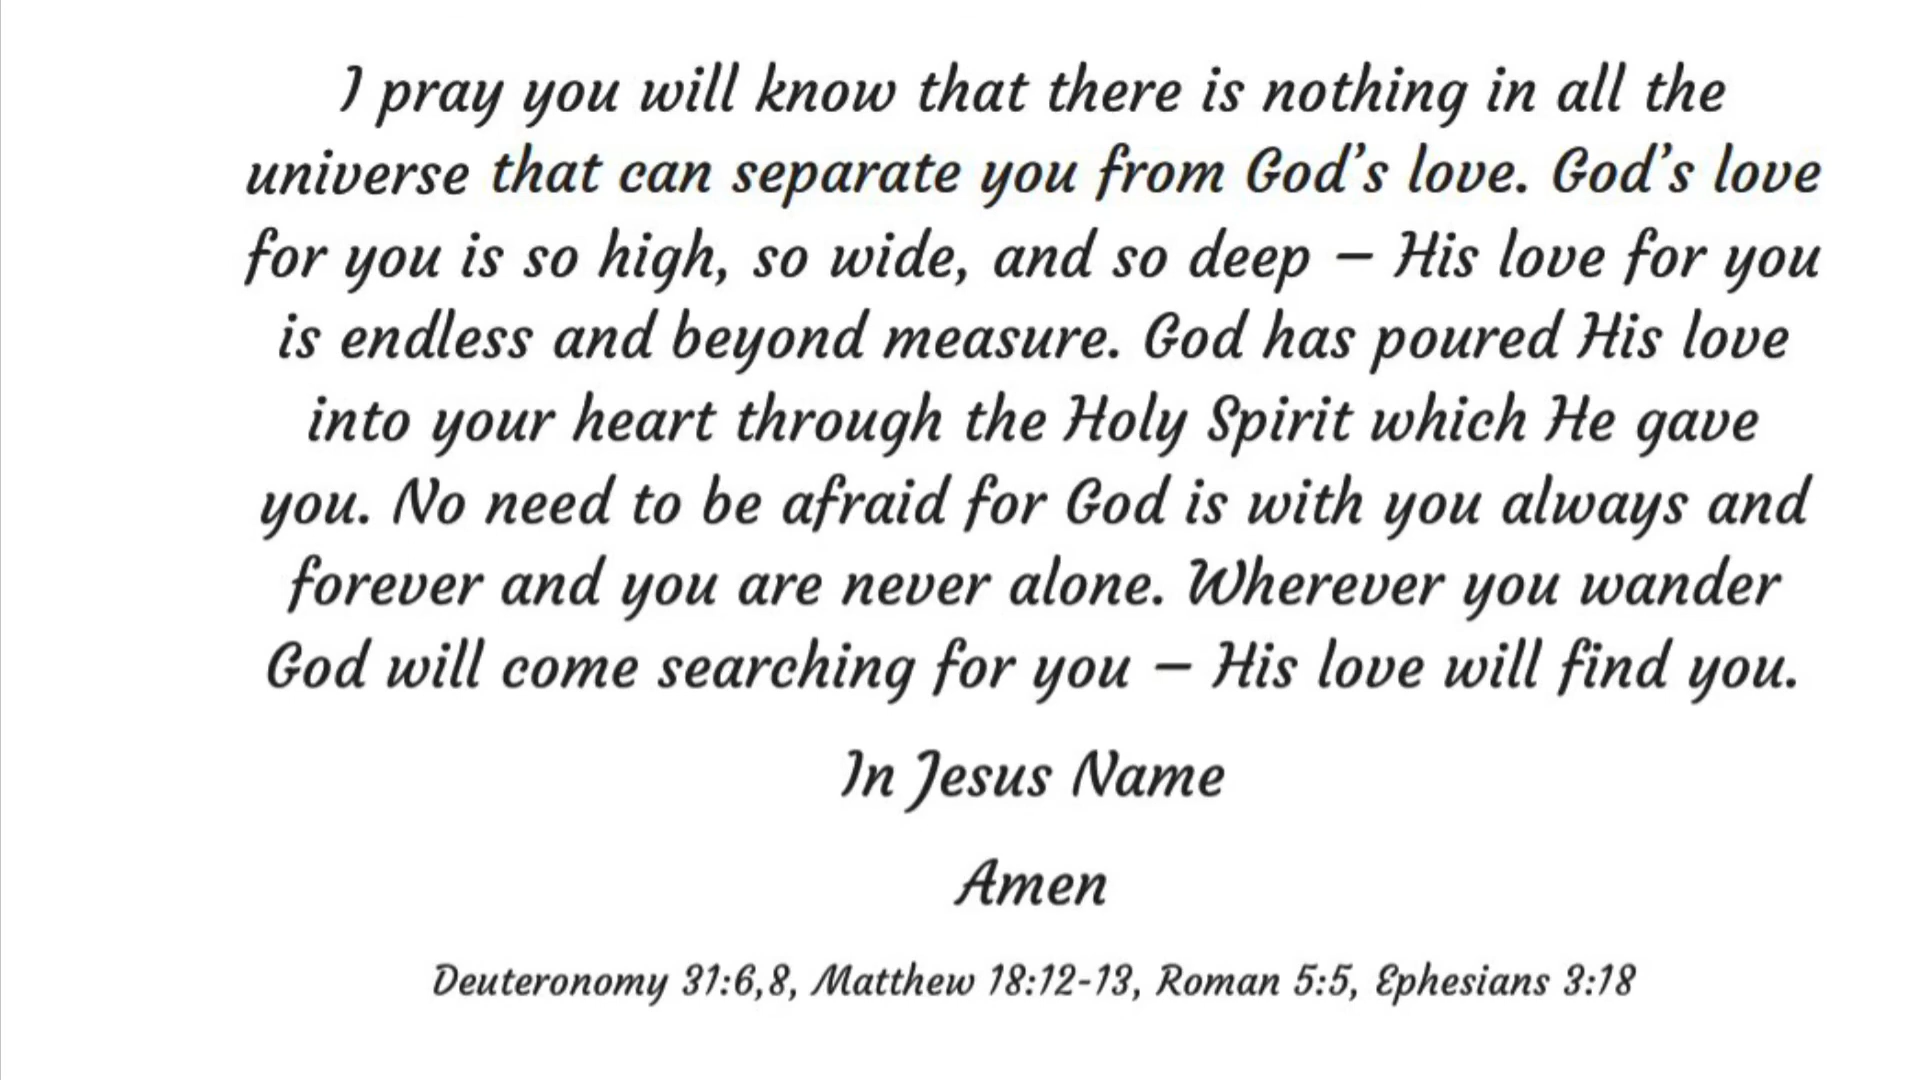 I pray you will know that there is nothing in all the
universe that can separate you from God’s love. God’s love
for you is so high, so wide, and so deep – His love for you
is endless and beyond measure. God has poured His love
into your heart through the Holy Spirit which He gave
you. No need to be afraid for God is with you always and
forever and you are never alone. Wherever you wander
God will come searching for you – His love will find you.
In Jesus Name
Amen
Deuteronomy 31:6,8, Matthew 18:12-13, Roman 5:5, Ephesians 3:18